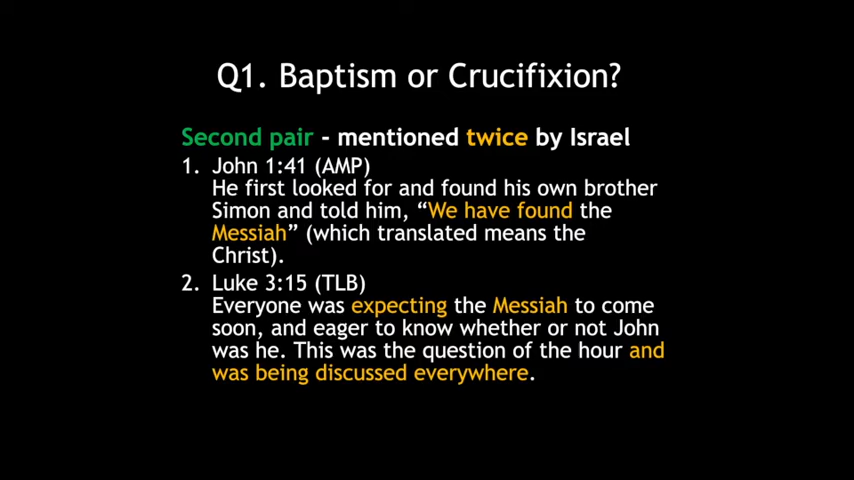 Q1. Baptism or Crucifixion?
Second pair - mentioned twice by Israel
1. John 1:41 (AMP)
He first looked for and found his own brother
Simon and told him, “We have found the
Messiah” (which translated means the
Christ).
2. Luke 3:15 (TLB)
Everyone was expecting the Messiah to come
soon, and eager to know whether or not John
was he. This was the question of the hour and
was being discussed everywhere.